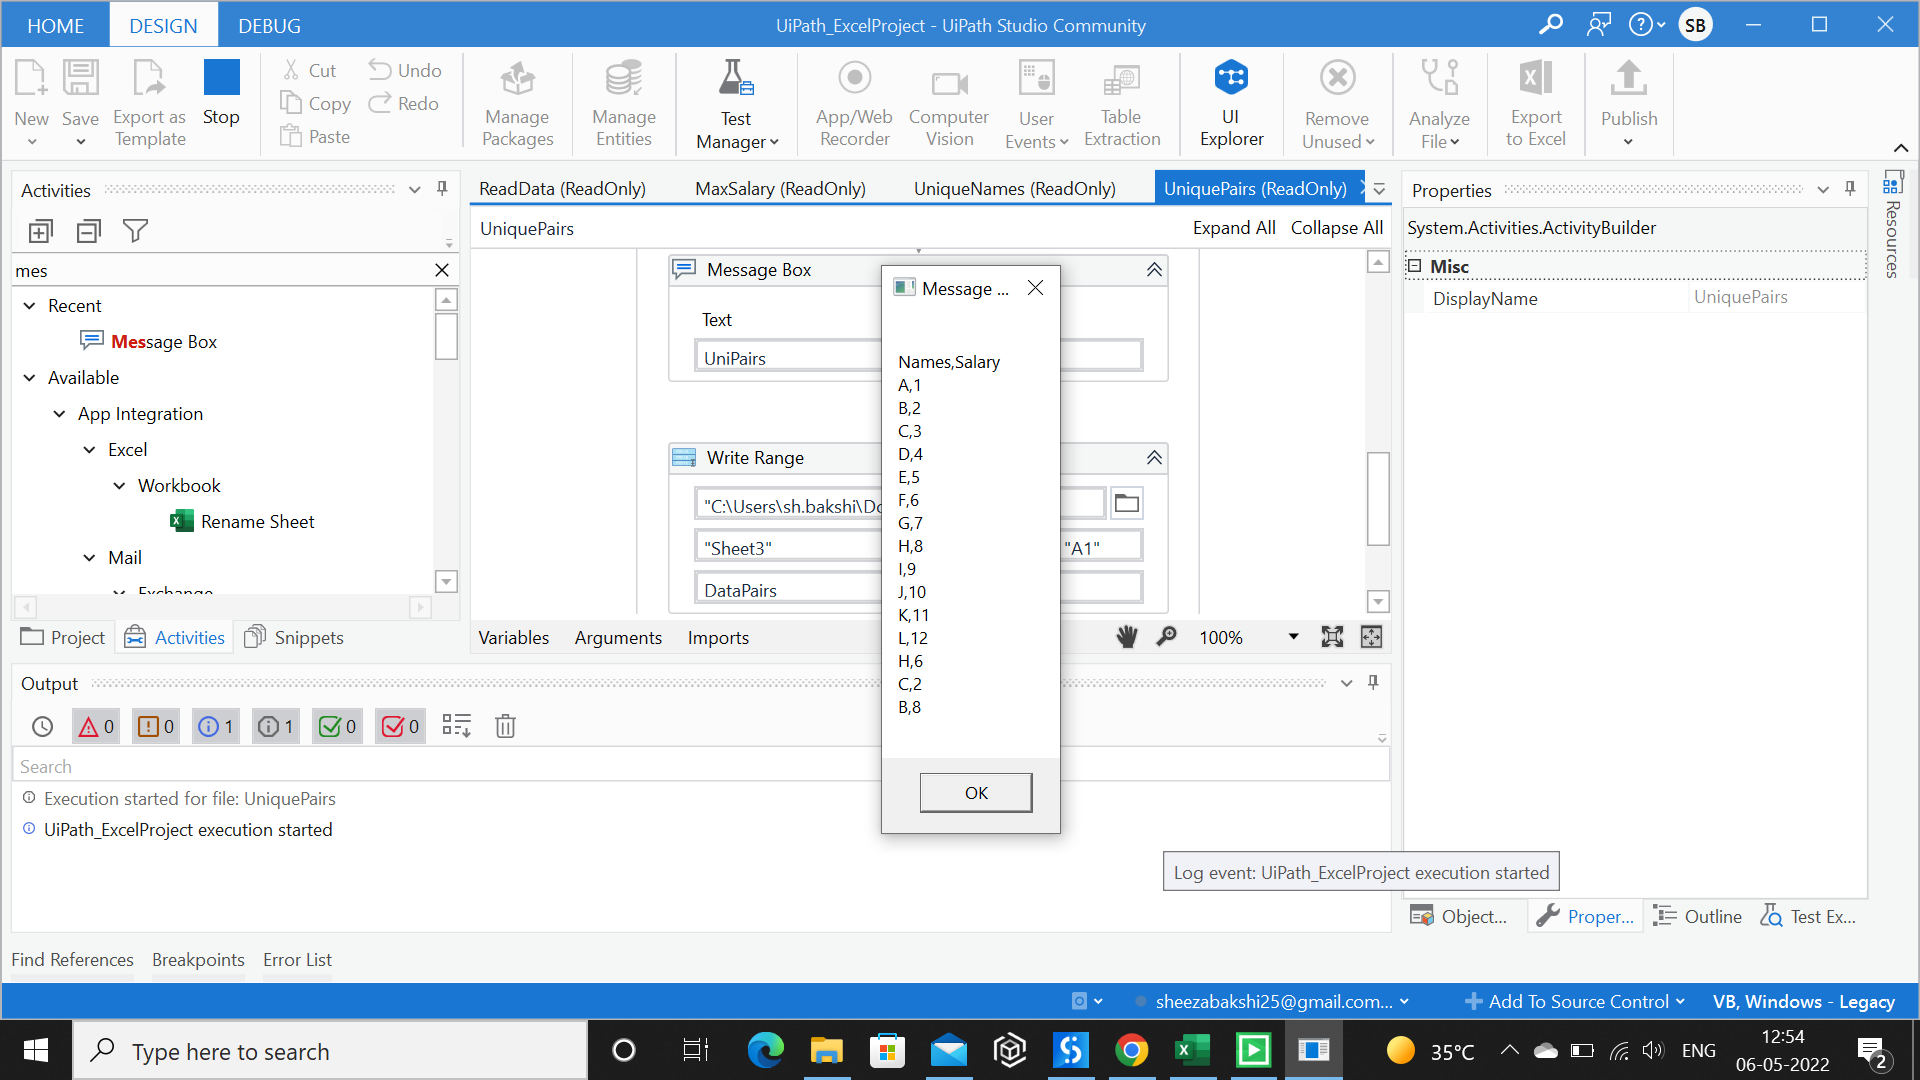 HOME DESIGN DEBUG UiPath_ExcelProject - UiPath Studio Community SB
New Save Export as Template Stop Cut Copy Paste Undo Redo Manage Packages Manage Entities Test Manager App/Web Recorder Computer Vision User Events Table Extraction UI Explorer Remove Unused Analyze File Export to Excel Publish
Activities
mes
Recent
Message Box
Available
App Integration
Excel
Workbook
Rename Sheet
Mail
Exchange
Project Activities Snippets
ReadData (ReadOnly) MaxSalary (ReadOnly) UniqueNames (ReadOnly) UniquePairs (ReadOnly)
UniquePairs Expand All Collapse All
Message Box
Text
UniPairs
Write Range
"C:\Users\sh.bakshi\Do
"Sheet3" "A1"
DataPairs
Variables Arguments Imports 100%
Message ...
Names,Salary
A,1
B,2
C,3
D,4
E,5
F,6
G,7
H,8
I,9
J,10
K,11
L,12
H,6
C,2
B,8
OK
Properties
System.Activities.ActivityBuilder
Misc
DisplayName UniquePairs
Resources
Output
0 0 1 1 0 0
Search
Execution started for file: UniquePairs
UiPath_ExcelProject execution started
Log event: UiPath_ExcelProject execution started
Object... Proper... Outline Test Ex...
Find References Breakpoints Error List
sheezabakshi25@gmail.com... Add To Source Control VB, Windows - Legacy
Type here to search 35°C ENG 12:54
06-05-2022 2